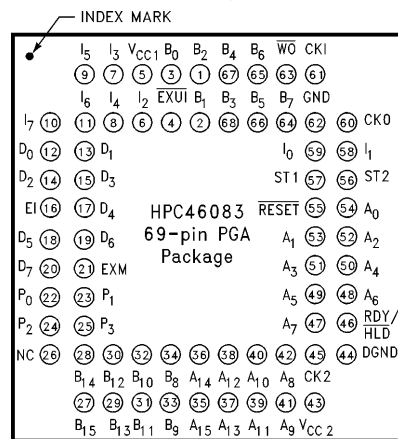 INDEX MARK
I5 I3 VCC1 B0 B2 B4 B6 W̅O̅ CKI
9 7 5 3 1 67 65 63 61
I6 I4 I2 E̅X̅U̅I̅ B1 B3 B5 B7 GND
I7 10 11 8 6 4 2 68 66 64 62 60 CKO
D0 12 13 D1 I0 59 58 I1
D2 14 15 D3 ST1 57 56 ST2
EI 16 17 D4 HPC46083 R̅E̅S̅E̅T̅ 55 54 A0
D5 18 19 D6 69-pin PGA A1 53 52 A2
D7 20 21 EXM Package A3 51 50 A4
P0 22 23 P1 A5 49 48 A6
P2 24 25 P3 A7 47 46 RDY/
H̅L̅D̅
NC 26 28 30 32 34 36 38 40 42 45 44 DGND
B14 B12 B10 B8 A14 A12 A10 A8 CK2
27 29 31 33 35 37 39 41 43
B15 B13 B11 B9 A15 A13 A11 A9 VCC2